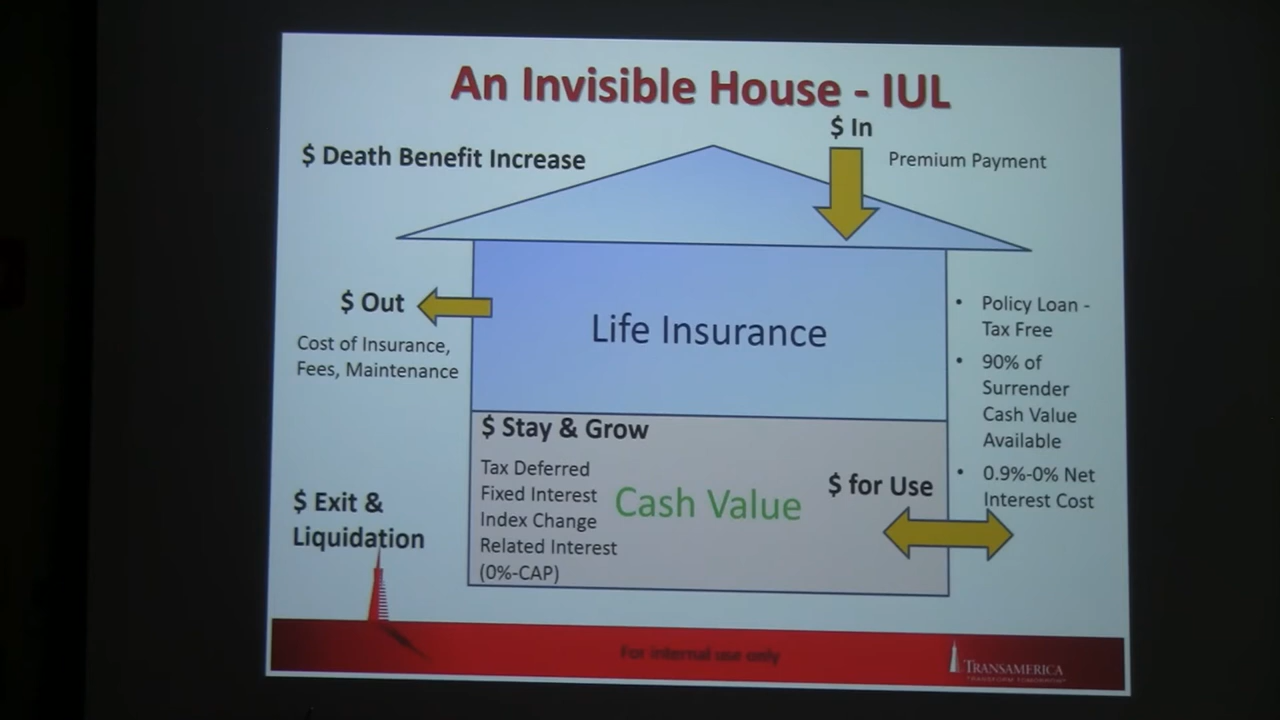 An Invisible House - IUL
$ In
$ Death Benefit Increase
Premium Payment
$ Out
Cost of Insurance,
Fees, Maintenance
Life Insurance
• Policy Loan -
Tax Free
• 90% of
Surrender
Cash Value
Available
• 0.9%-0% Net
Interest Cost
$ Stay & Grow
Tax Deferred
Fixed Interest
Index Change
Related Interest
(0%-CAP)
Cash Value
$ for Use
$ Exit &
Liquidation
For internal use only
TRANSAMERICA
TRANSFORM TOMORROW